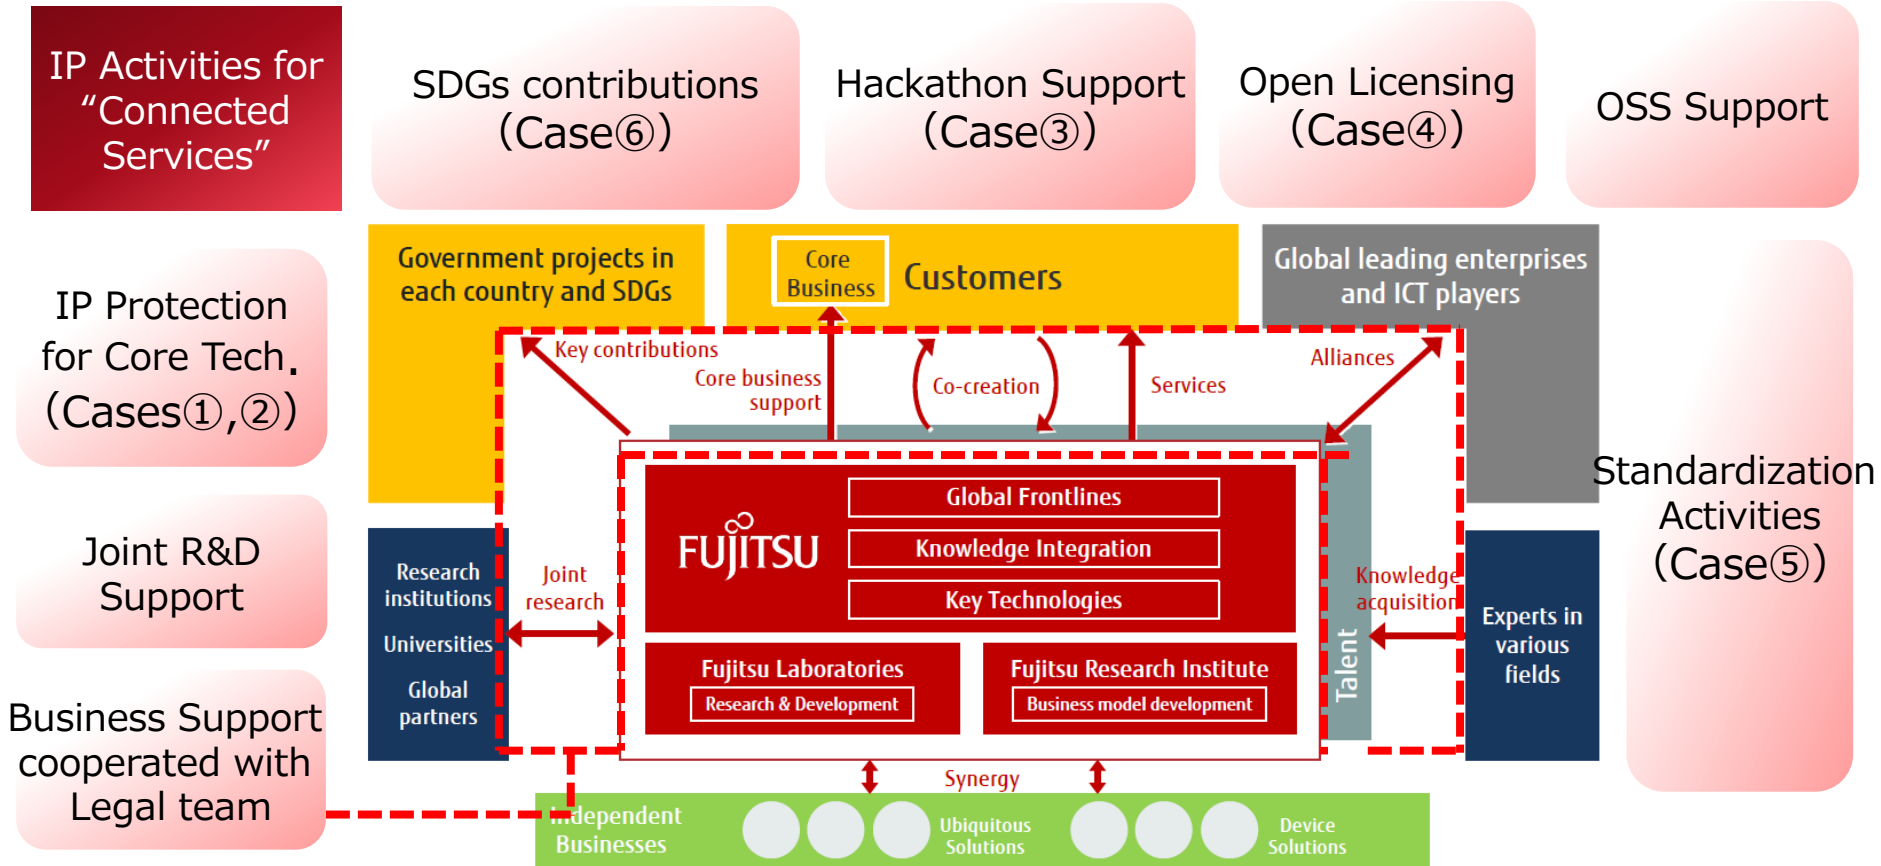 IP Activities for
“Connected
Services”
SDGs contributions
(Case⑥)
Hackathon Support
(Case③)
Open Licensing
(Case④)
OSS Support
IP Protection
for Core Tech.
(Cases①,②)
Joint R&D
Support
Business Support
cooperated with
Legal team
Standardization
Activities
(Case⑤)
Government projects in
each country and SDGs
Core
Business
Customers
Global leading enterprises
and ICT players
Key contributions
Core business
support
Co-creation
Services
Alliances
FUJITSU
Global Frontlines
Knowledge Integration
Key Technologies
Research
institutions
Universities
Global
partners
Joint
research
Knowledge
acquisition
Experts in
various
fields
Talent
Fujitsu Laboratories
Research & Development
Fujitsu Research Institute
Business model development
Synergy
Independent
Businesses
Ubiquitous
Solutions
Device
Solutions